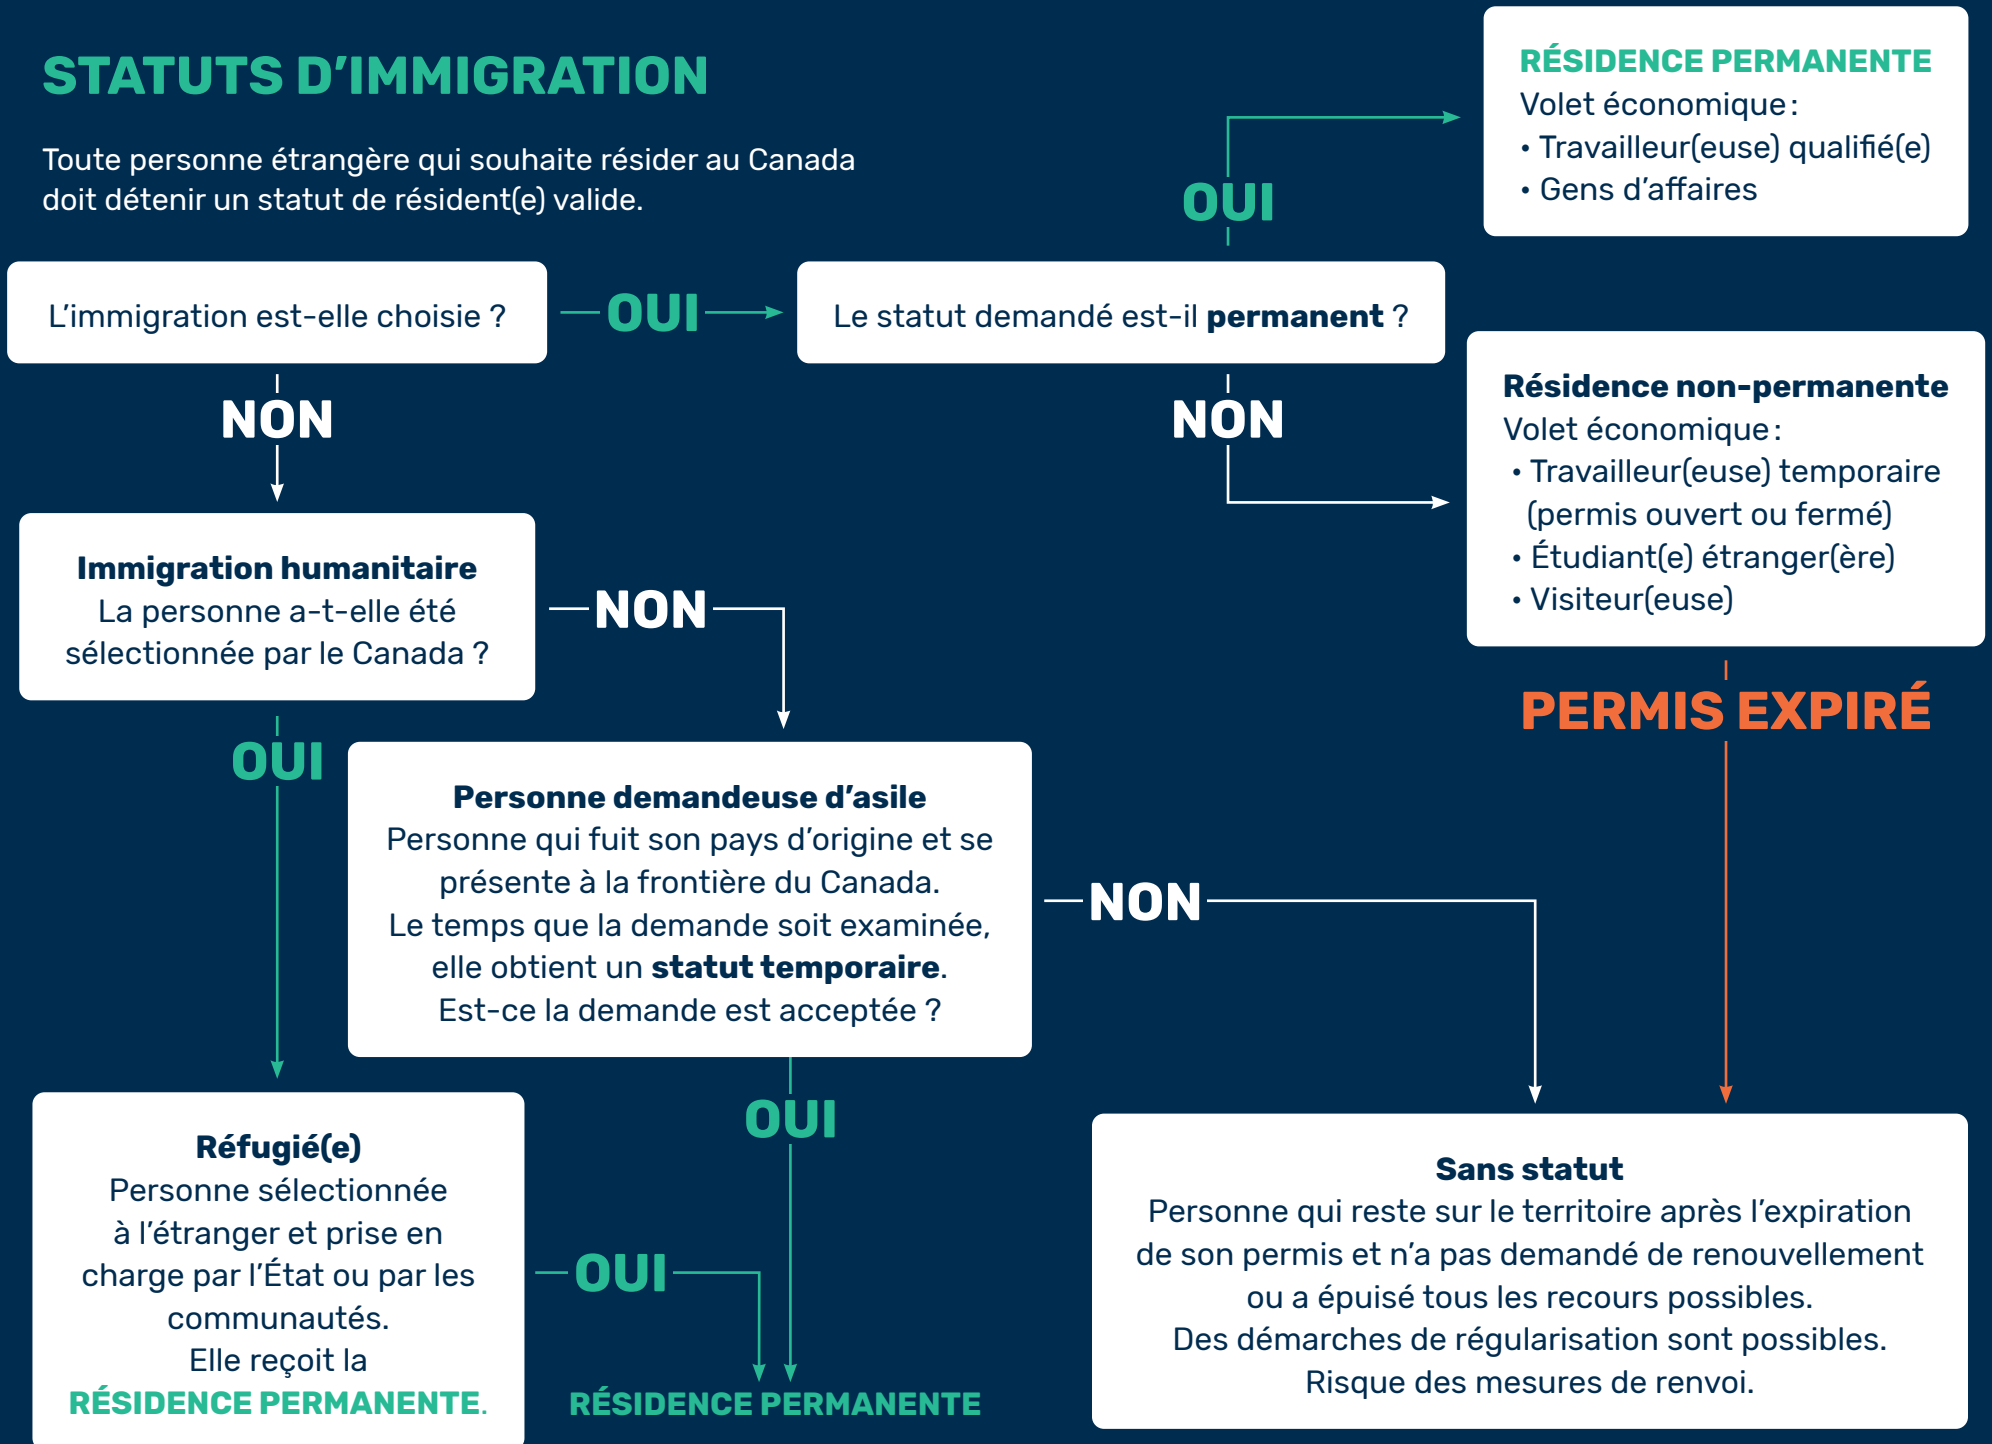 STATUTS D’IMMIGRATION
Toute personne étrangère qui souhaite résider au Canada
doit détenir un statut de résident(e) valide.
RÉSIDENCE PERMANENTE
Volet économique :
• Travailleur(euse) qualifié(e)
• Gens d’affaires
OUI
L’immigration est-elle choisie ?
OUI
Le statut demandé est-il permanent ?
NON
NON
Résidence non-permanente
Volet économique :
• Travailleur(euse) temporaire
(permis ouvert ou fermé)
• Étudiant(e) étranger(ère)
• Visiteur(euse)
Immigration humanitaire
La personne a-t-elle été
sélectionnée par le Canada ?
NON
PERMIS EXPIRÉ
OUI
Personne demandeuse d’asile
Personne qui fuit son pays d’origine et se
présente à la frontière du Canada.
Le temps que la demande soit examinée,
elle obtient un statut temporaire.
Est-ce la demande est acceptée ?
NON
OUI
Réfugié(e)
Personne sélectionnée
à l’étranger et prise en
charge par l’État ou par les
communautés.
Elle reçoit la
RÉSIDENCE PERMANENTE.
OUI
RÉSIDENCE PERMANENTE
Sans statut
Personne qui reste sur le territoire après l’expiration
de son permis et n’a pas demandé de renouvellement
ou a épuisé tous les recours possibles.
Des démarches de régularisation sont possibles.
Risque des mesures de renvoi.